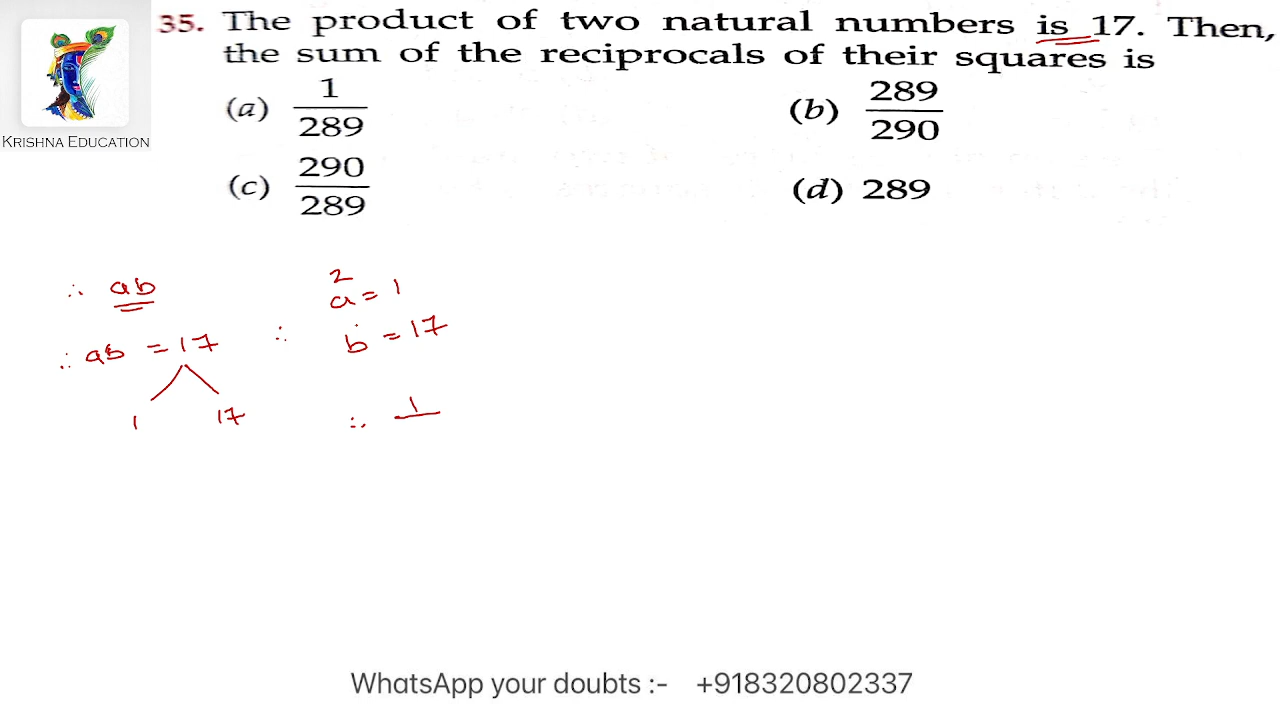 35. The product of two natural numbers is 17. Then,
the sum of the reciprocals of their squares is
(a) 1/289
(b) 289/290
(c) 290/289
(d) 289
KRISHNA EDUCATION
∴ ab
∴ ab = 17
1 17
2
a = 1
∴ b = 17
∴ 1
WhatsApp your doubts :- +918320802337